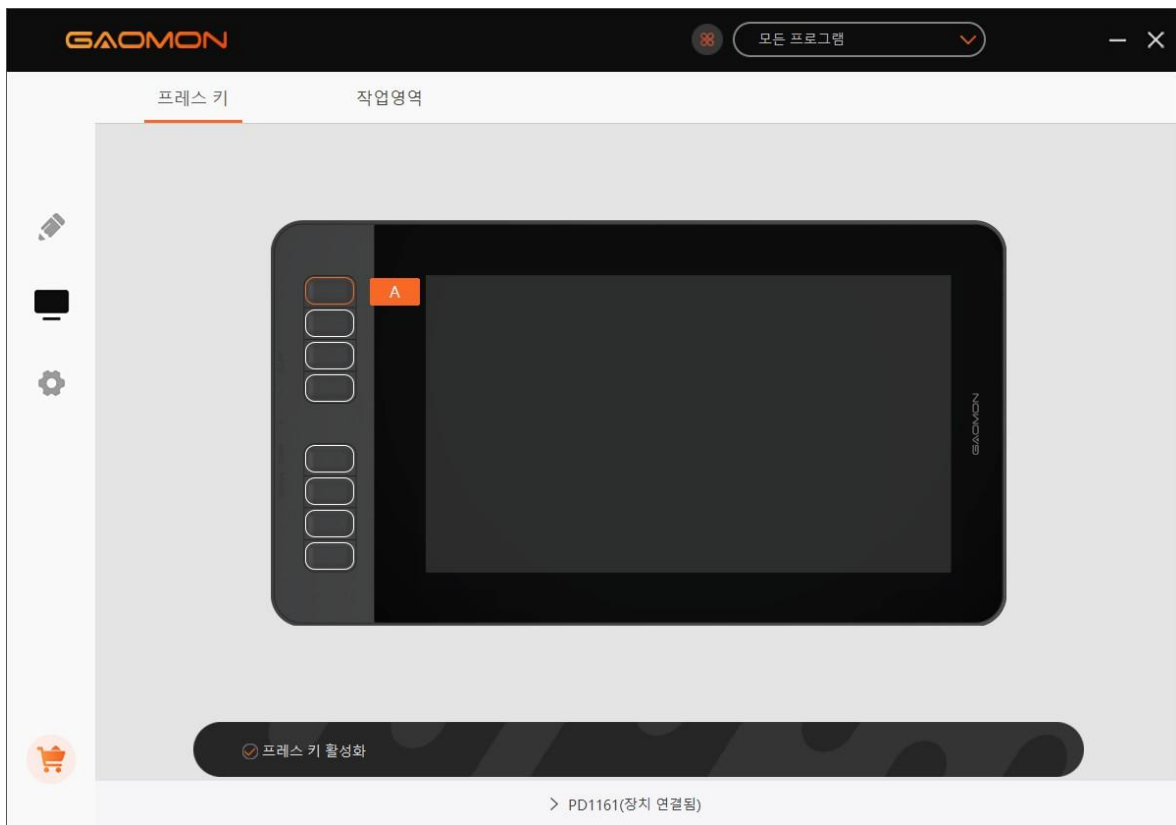 GAOMON
모든 프로그램
프레스 키
작업영역
A
GAOMON
프레스 키 활성화
PD1161(장치 연결됨)